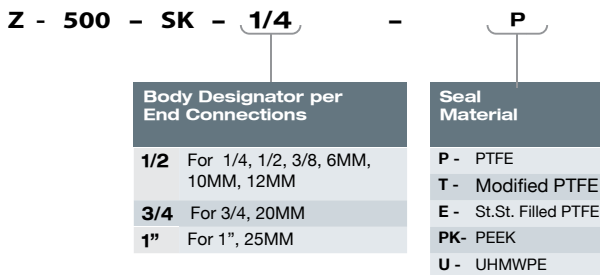 Z - 500 – SK – 1/4 – P
Body Designator per
End Connections
1/2 For 1/4, 1/2, 3/8, 6MM,
10MM, 12MM
3/4 For 3/4, 20MM
1” For 1”, 25MM
Seal
Material
P - PTFE
T - Modified PTFE
E - St.St. Filled PTFE
PK- PEEK
U - UHMWPE